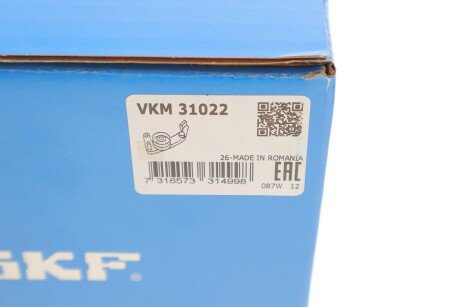 VKM 31022
26-MADE IN ROMANIA
7 316573 314998
EAC
087W 12
SKF®